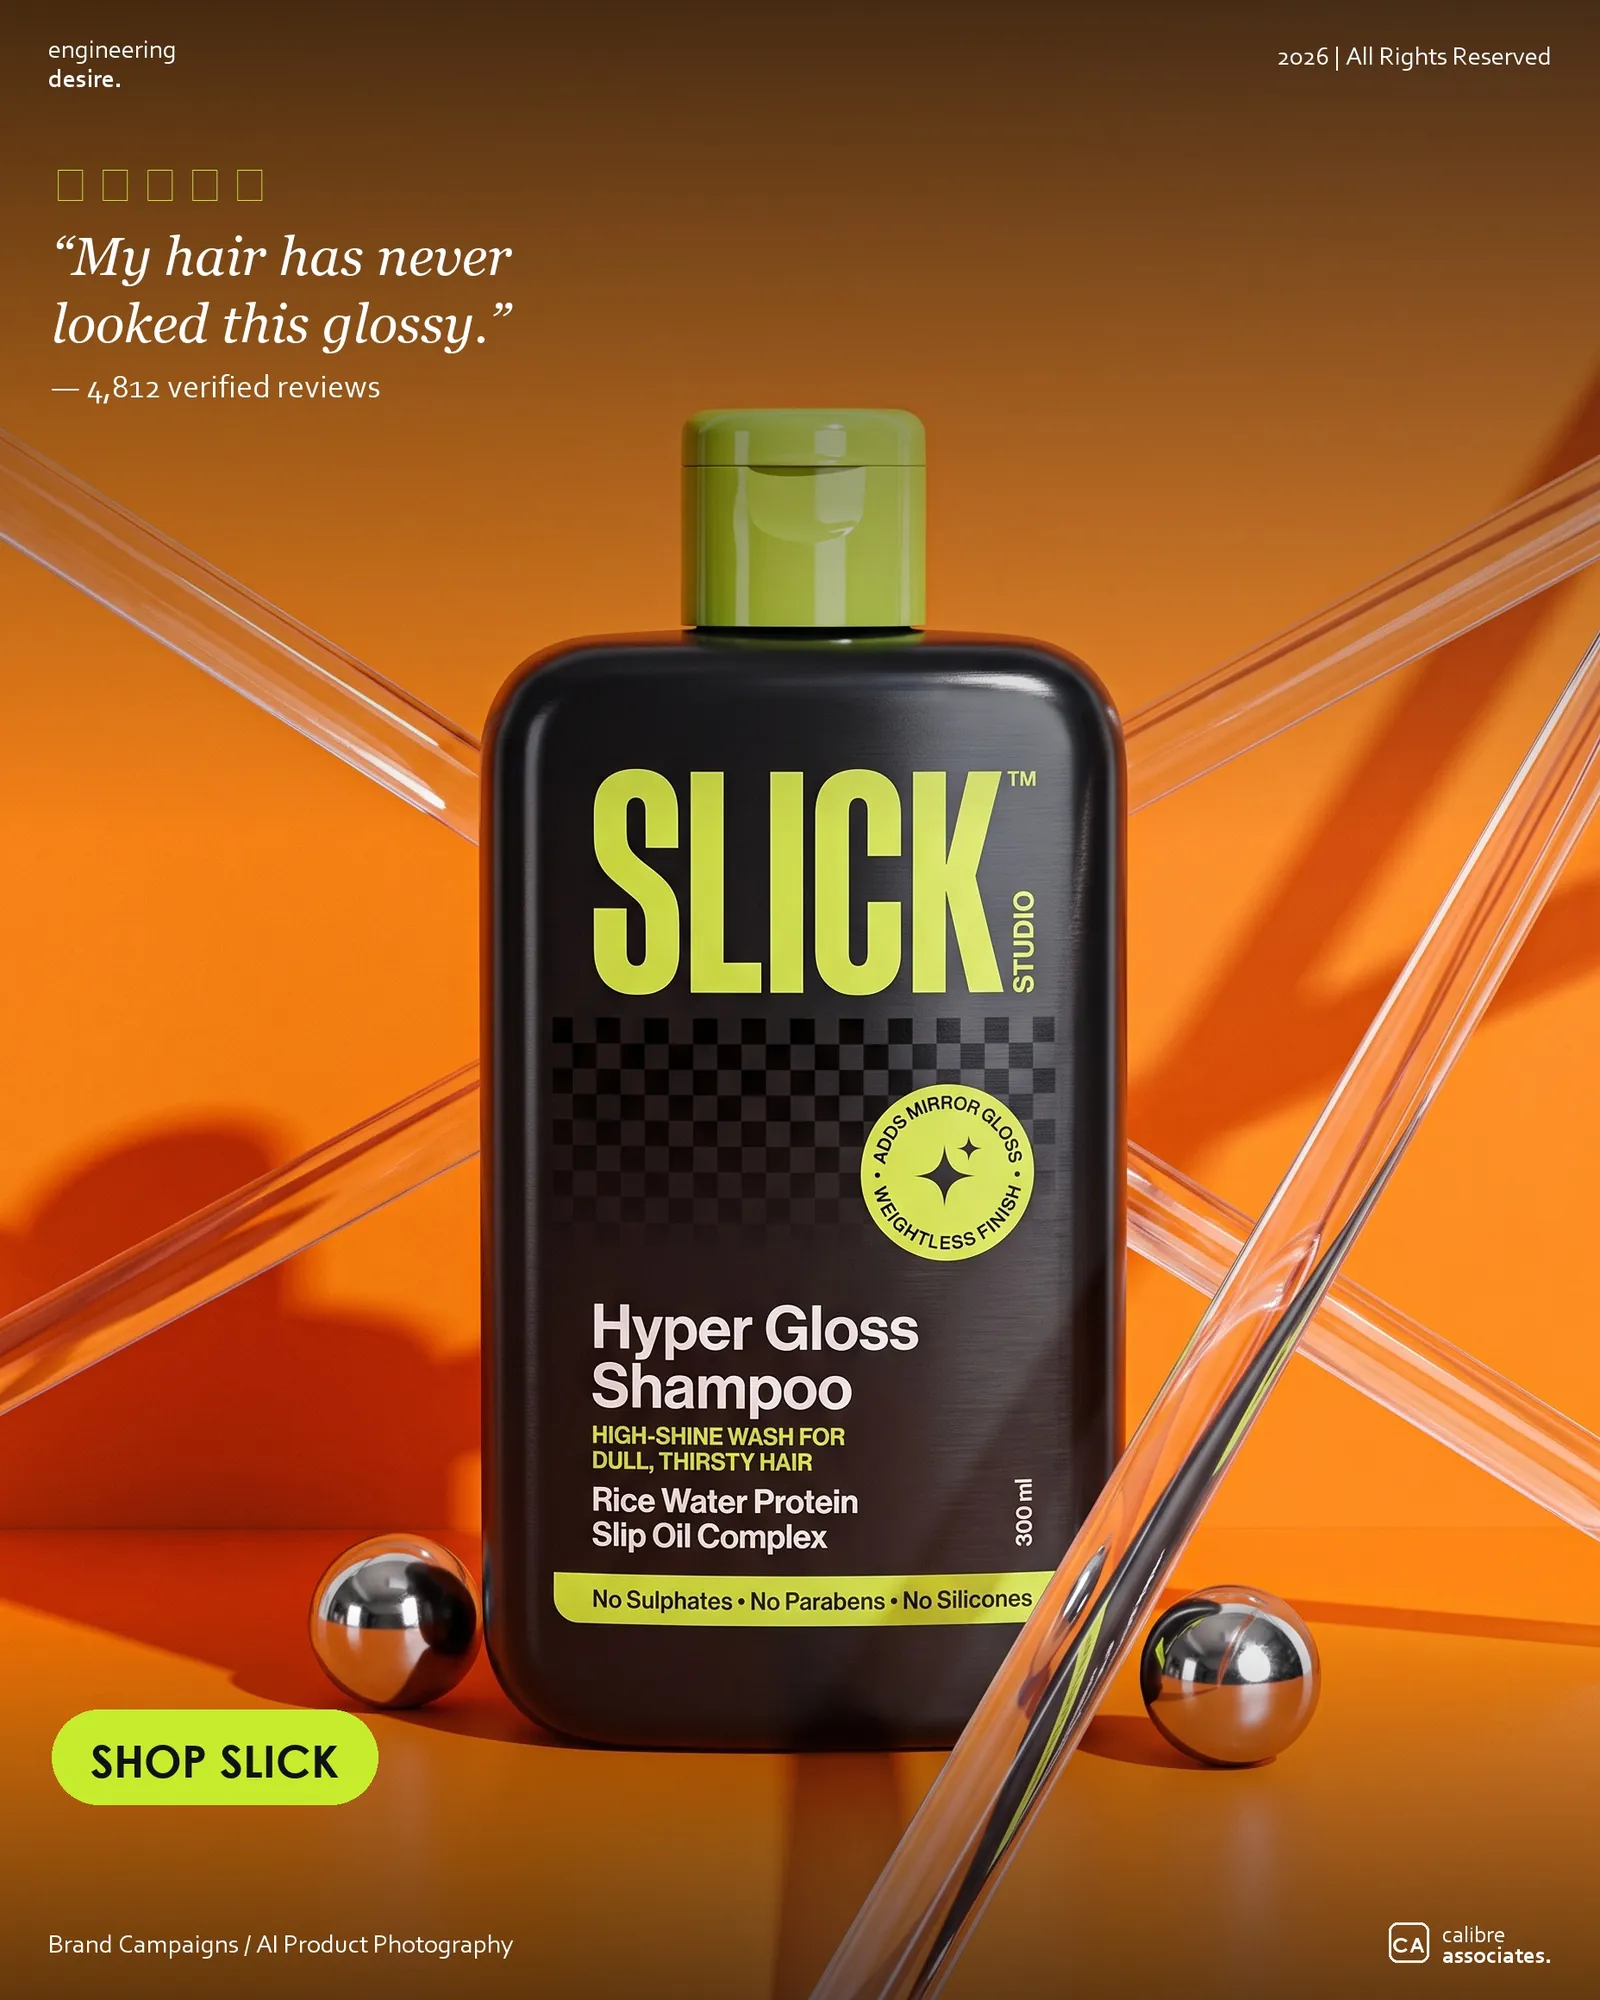 engineering
desire.
2026 | All Rights Reserved
“My hair has never
looked this glossy.”
— 4,812 verified reviews
SLICK™
STUDIO
ADDS MIRROR GLOSS
• WEIGHTLESS FINISH •
Hyper Gloss
Shampoo
HIGH-SHINE WASH FOR
DULL, THIRSTY HAIR
Rice Water Protein
Slip Oil Complex
300 ml
No Sulphates • No Parabens • No Silicones
SHOP SLICK
Brand Campaigns / AI Product Photography
CA
calibre
associates.